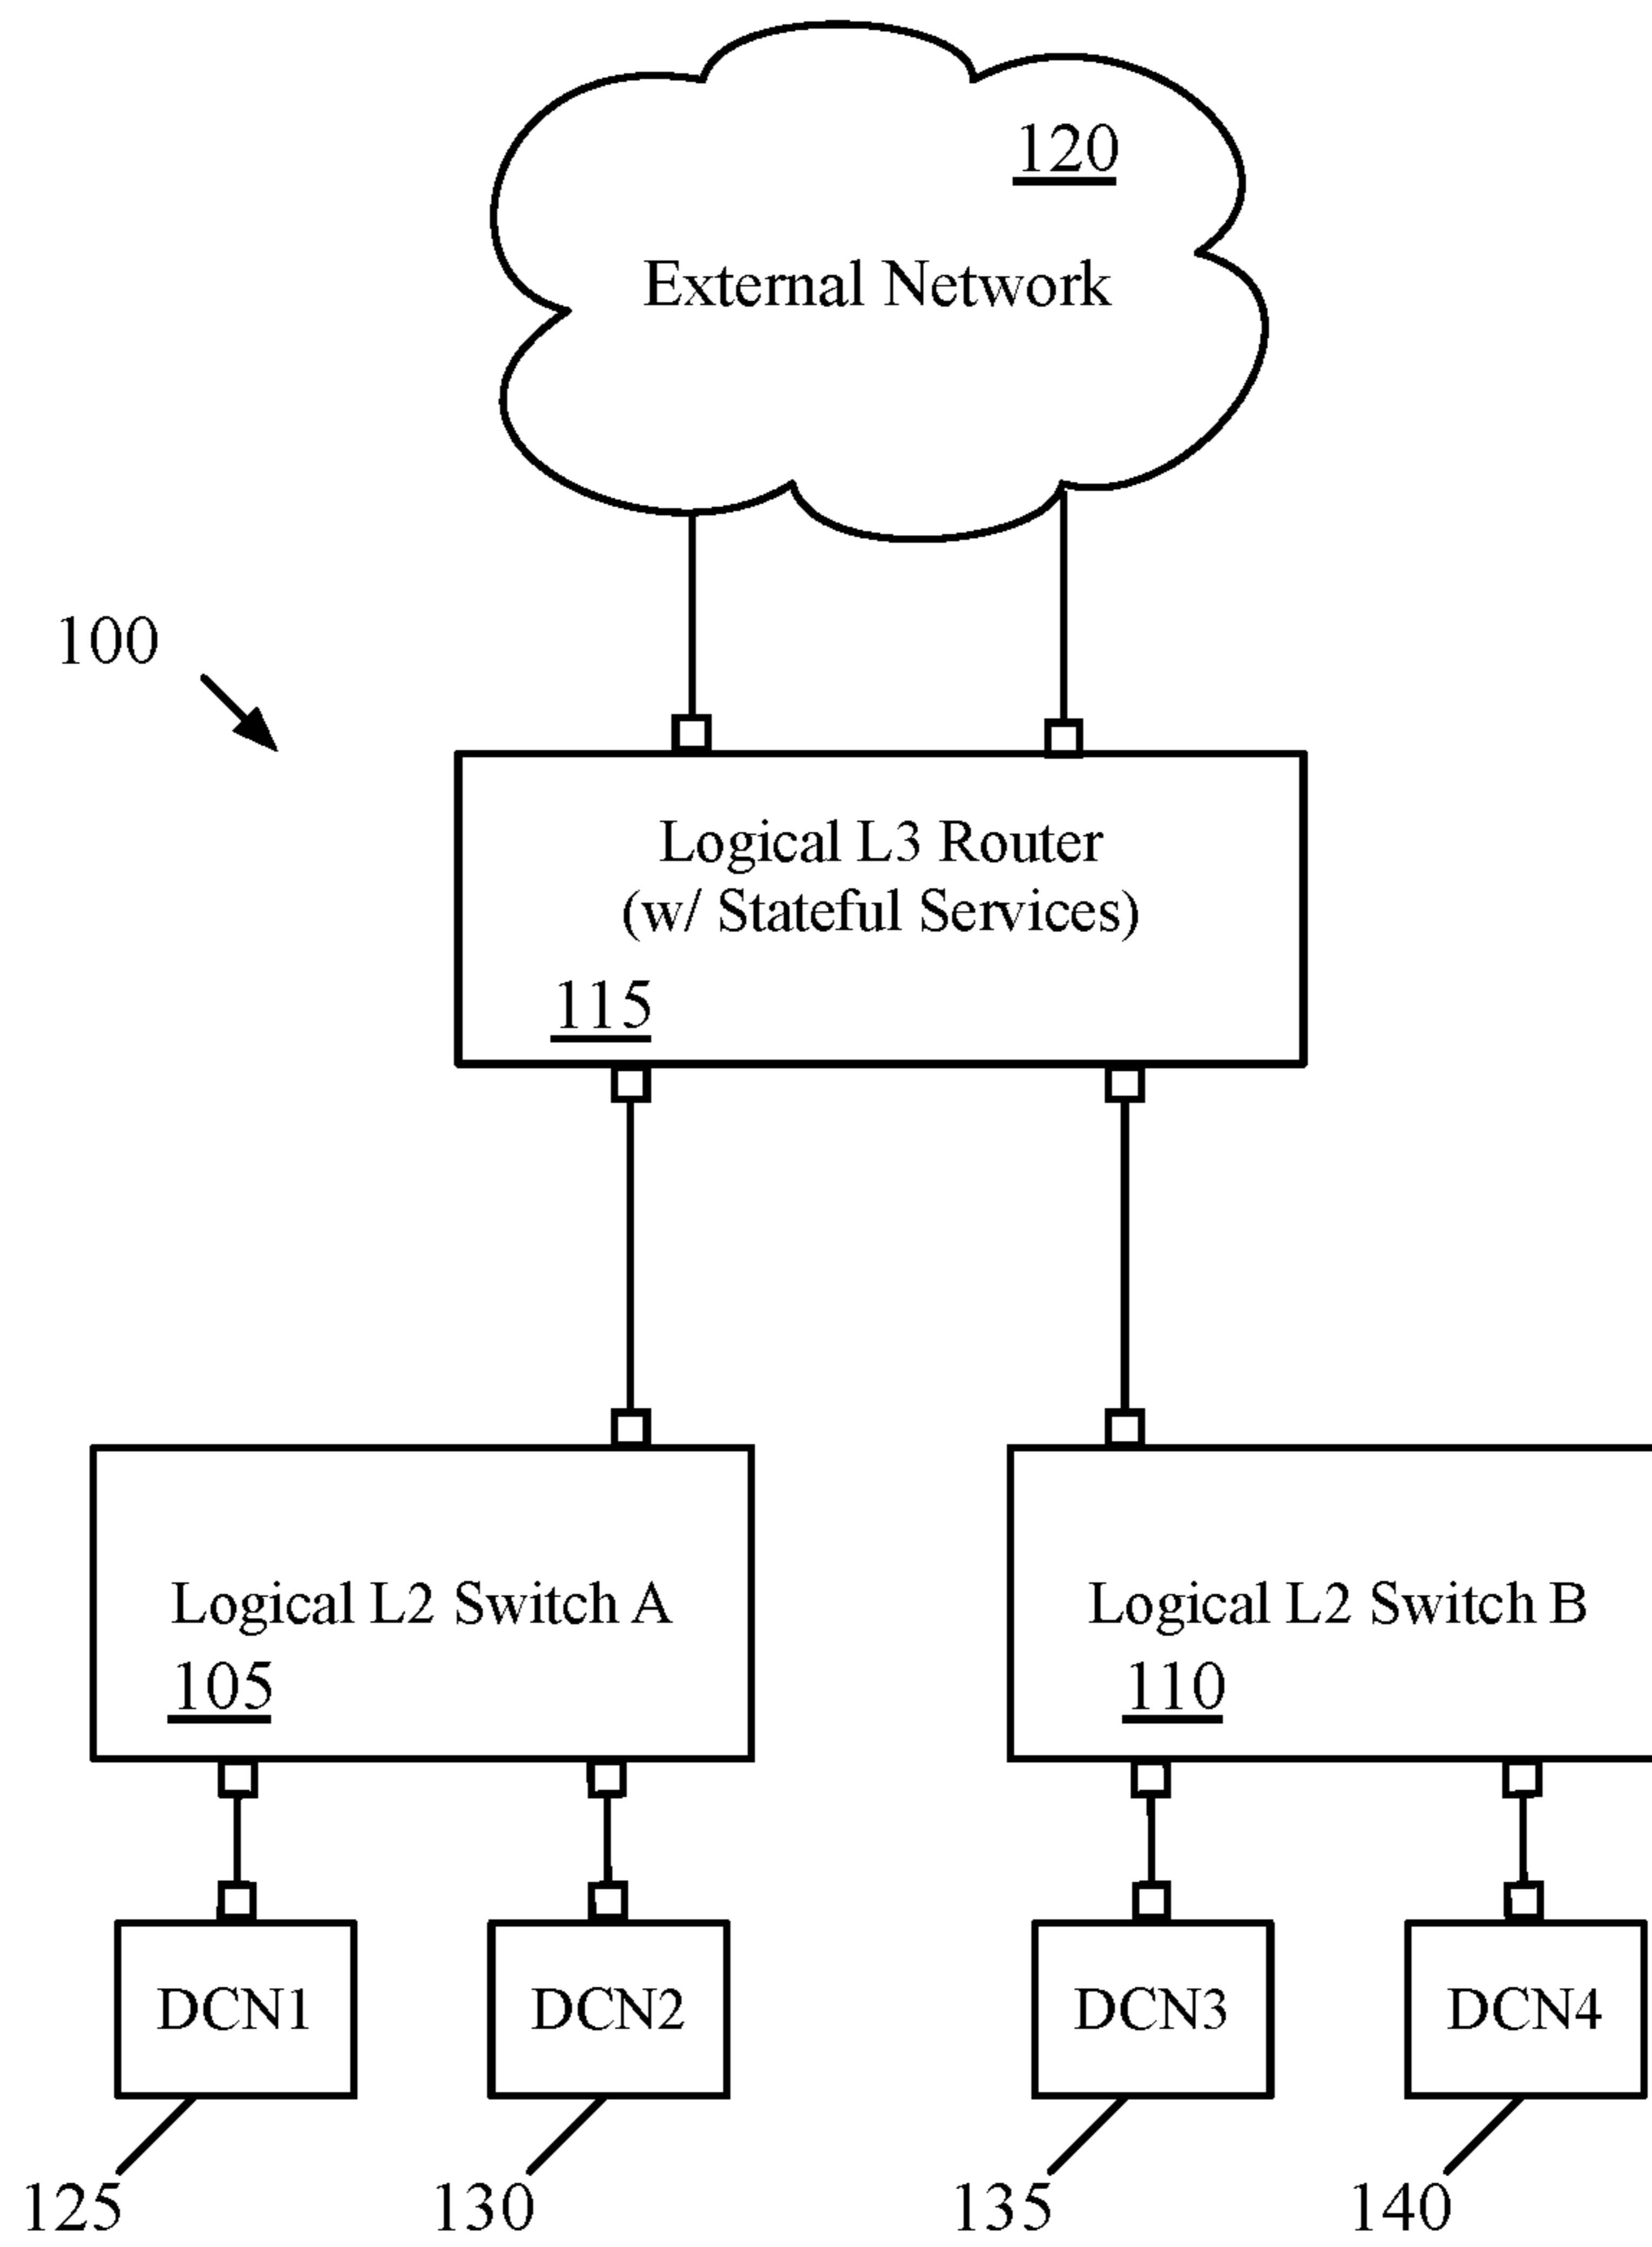 120
External Network
100
Logical L3 Router
(w/ Stateful Services)
115
Logical L2 Switch A
105
Logical L2 Switch B
110
DCN1
DCN2
DCN3
DCN4
125
130
135
140